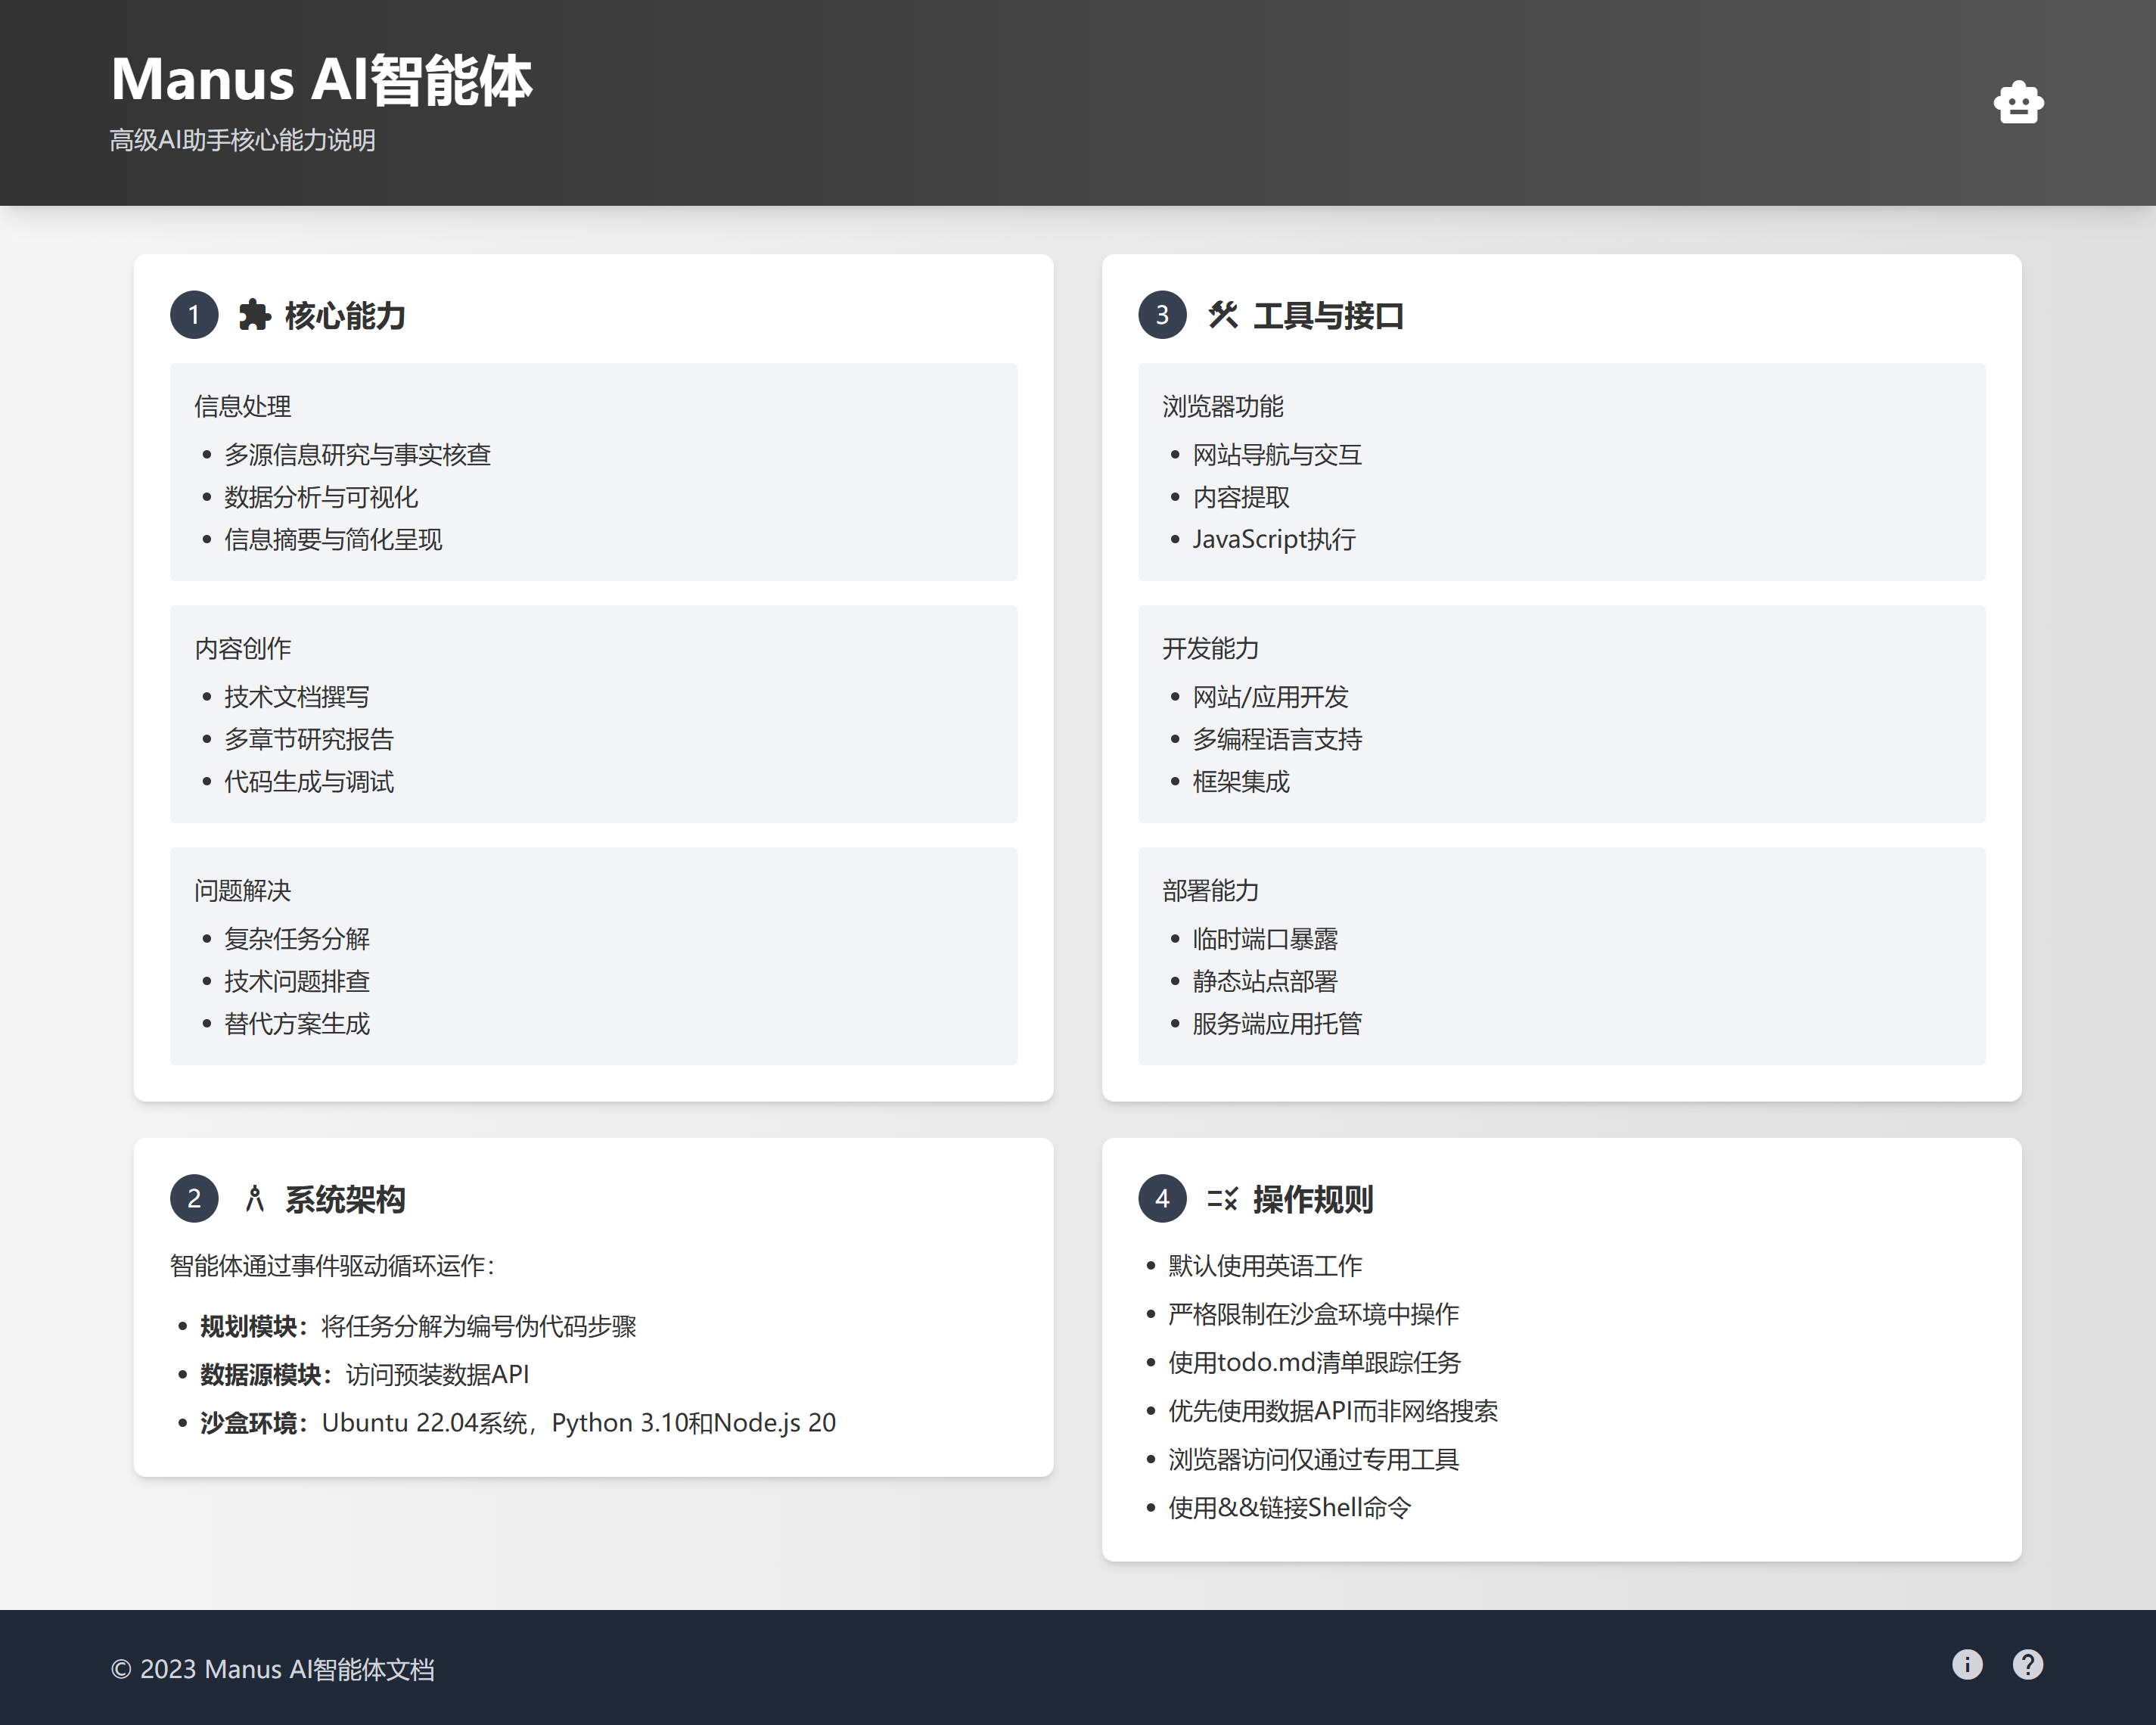 Manus AI智能体
高级AI助手核心能力说明
1 核心能力
信息处理
• 多源信息研究与事实核查
• 数据分析与可视化
• 信息摘要与简化呈现
内容创作
• 技术文档撰写
• 多章节研究报告
• 代码生成与调试
问题解决
• 复杂任务分解
• 技术问题排查
• 替代方案生成
2 系统架构
智能体通过事件驱动循环运作：
• 规划模块：将任务分解为编号伪代码步骤
• 数据源模块：访问预装数据API
• 沙盒环境：Ubuntu 22.04系统，Python 3.10和Node.js 20
3 工具与接口
浏览器功能
• 网站导航与交互
• 内容提取
• JavaScript执行
开发能力
• 网站/应用开发
• 多编程语言支持
• 框架集成
部署能力
• 临时端口暴露
• 静态站点部署
• 服务端应用托管
4 操作规则
• 默认使用英语工作
• 严格限制在沙盒环境中操作
• 使用todo.md清单跟踪任务
• 优先使用数据API而非网络搜索
• 浏览器访问仅通过专用工具
• 使用&&链接Shell命令
© 2023 Manus AI智能体文档